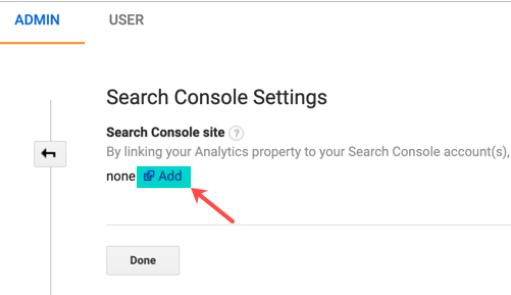 ADMIN USER
Search Console Settings
Search Console site ?
By linking your Analytics property to your Search Console account(s),
none Add
Done